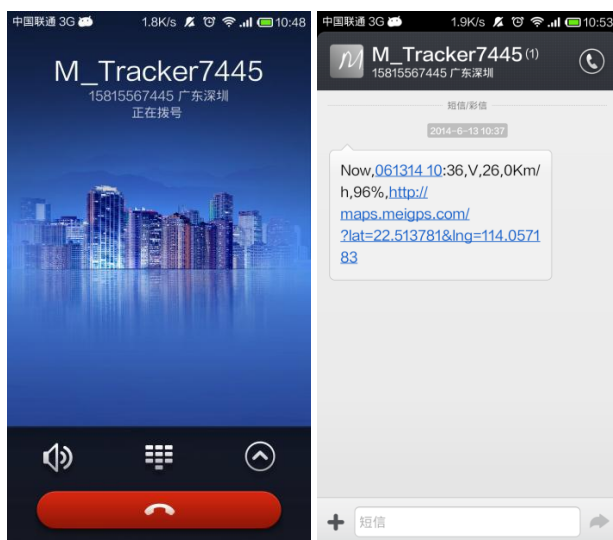 中国联通 3G 1.8K/s 10:48
M_Tracker7445
15815567445 广东深圳
正在拨号
中国联通 3G 1.9K/s 10:53
M_Tracker7445 (1)
15815567445 广东深圳
短信/彩信
2014-6-13 10:37
Now,061314 10:36,V,26,0Km/
h,96%,http://
maps.meigps.com/
?lat=22.513781&lng=114.0571
83
短信